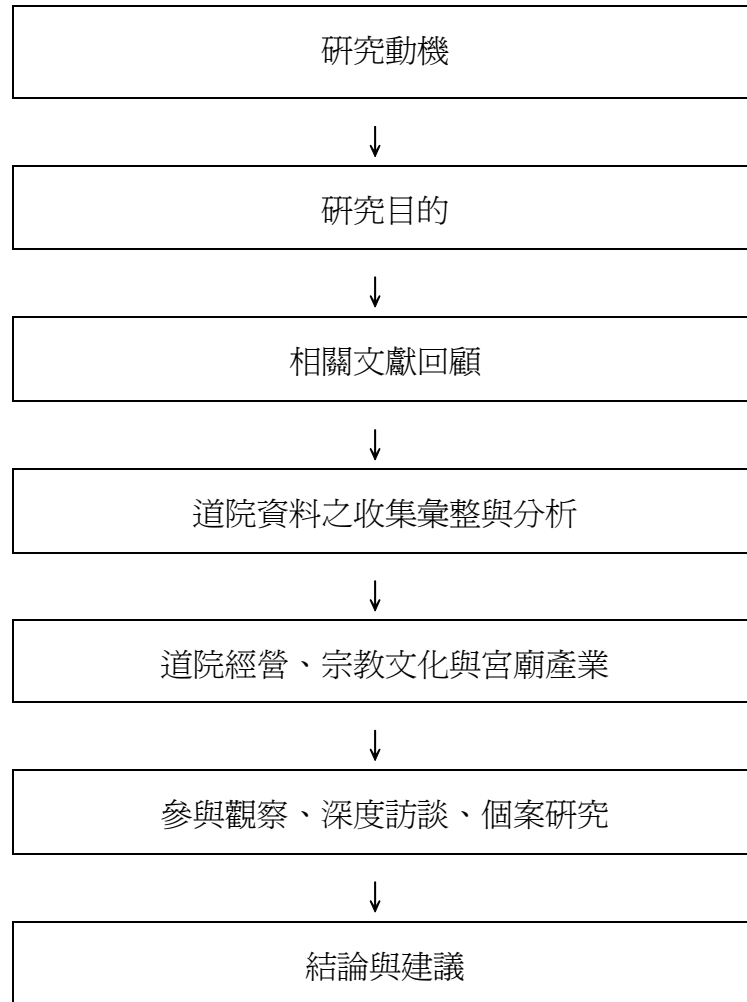 研究動機
↓
研究目的
↓
相關文獻回顧
↓
道院資料之收集彙整與分析
↓
道院經營、宗教文化與宮廟產業
↓
參與觀察、深度訪談、個案研究
↓
結論與建議